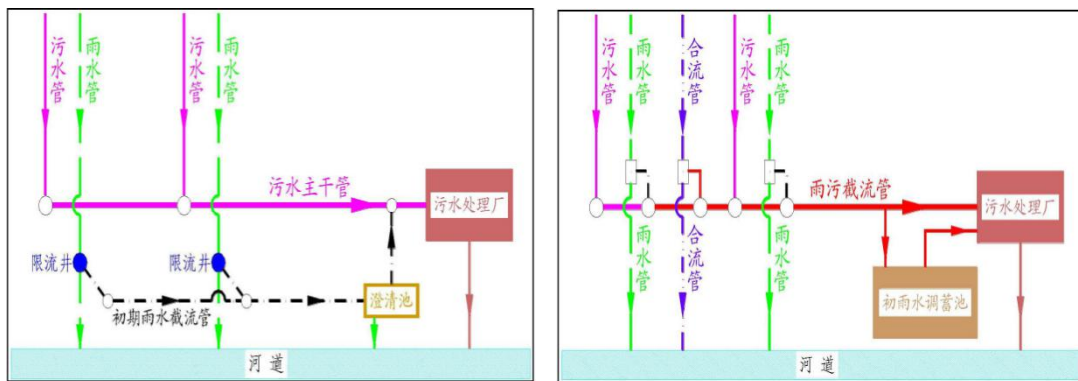 污水管
雨水管
污水管
雨水管
污水主干管
污水处理厂
限流井
限流井
初期雨水截流管
澄清池
河道
污水管
雨水管
合流管
污水管
雨水管
雨污截流管
污水处理厂
雨水管
合流管
雨水管
初雨水调蓄池
河道